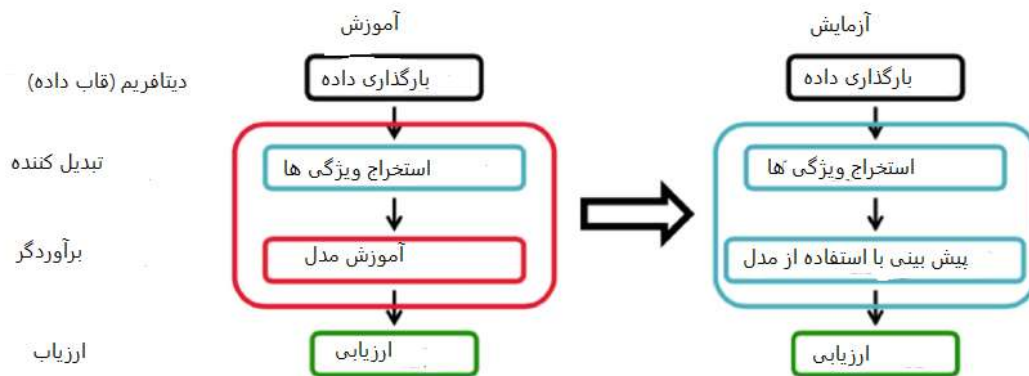 آموزش
آزمایش
دیتافریم (قاب داده)
بارگذاری داده
بارگذاری داده
تبدیل کننده
استخراج ویژگی ها
استخراج ویژگی ها
برآوردگر
آموزش مدل
پیش بینی با استفاده از مدل
ارزیاب
ارزیابی
ارزیابی